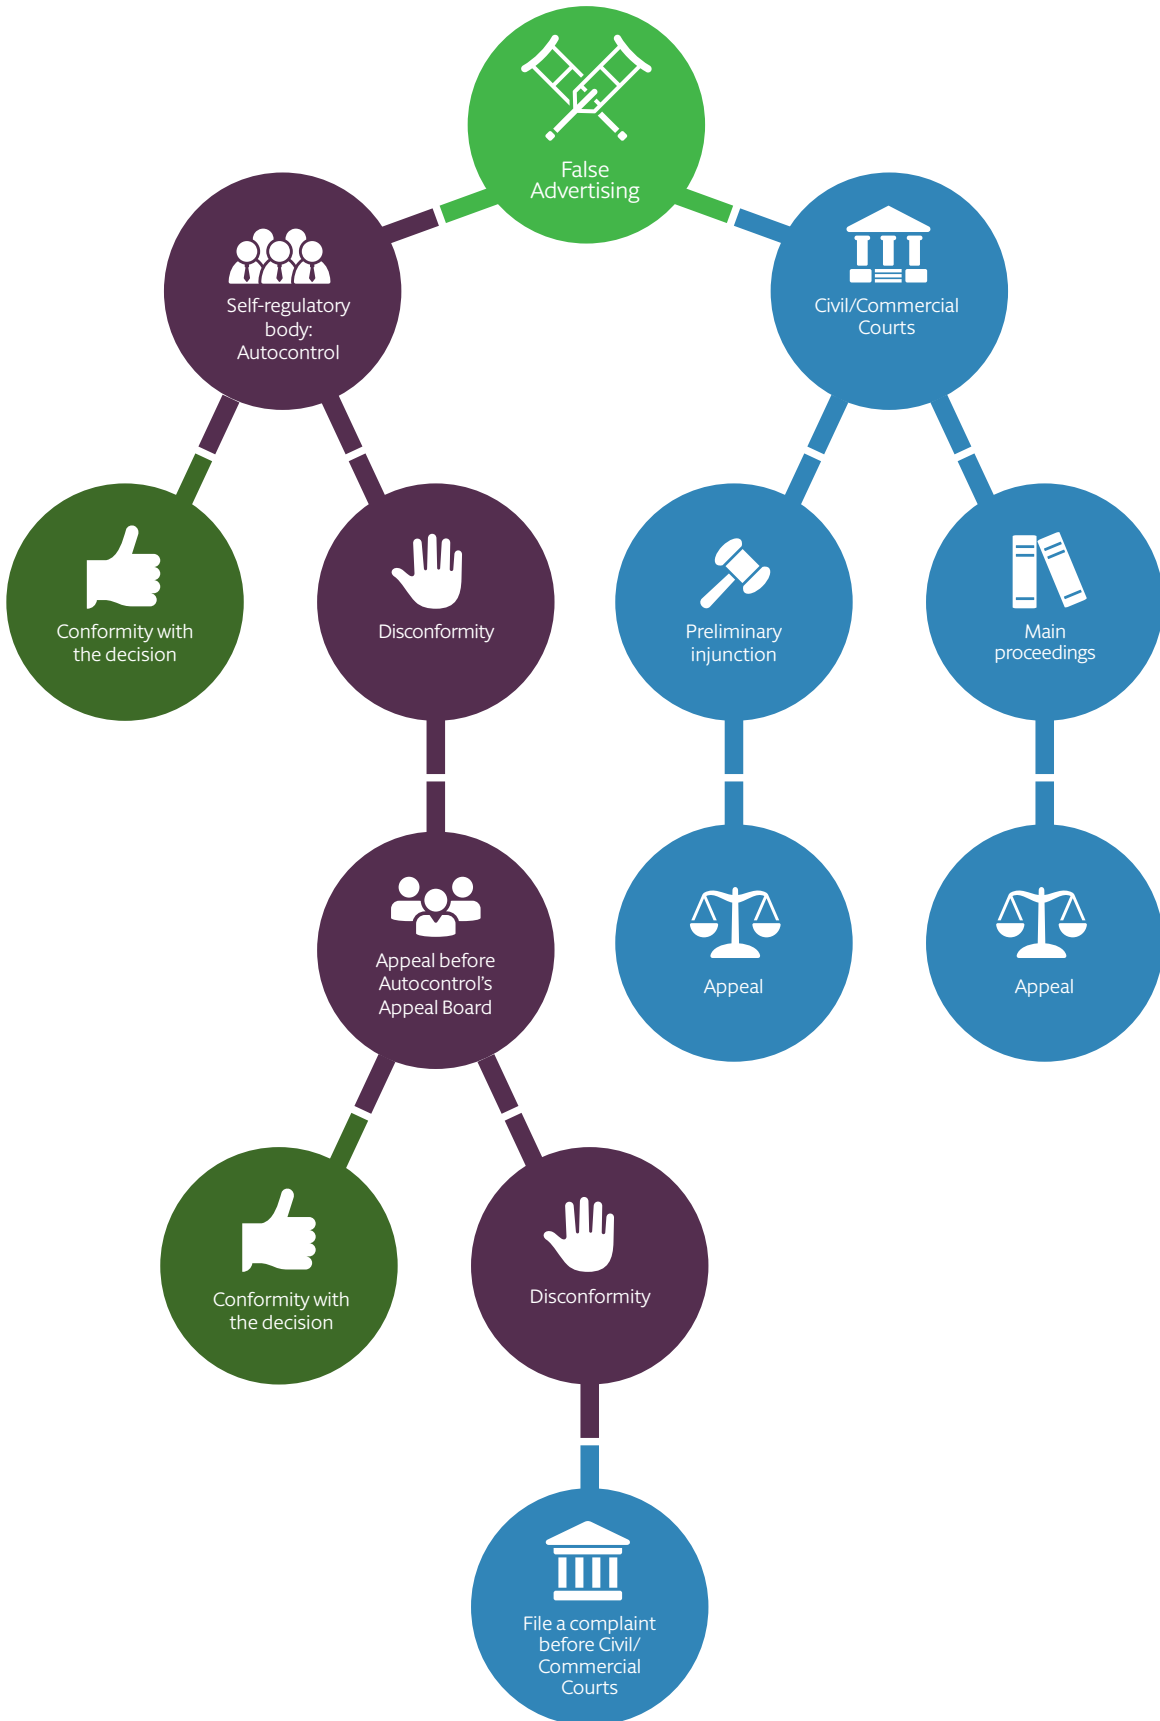 False
Advertising
Self-regulatory
body:
Autocontrol
Civil/Commercial
Courts
Conformity with
the decision
Disconformity
Preliminary
injunction
Main
proceedings
Appeal before
Autocontrol's
Appeal Board
Appeal
Appeal
Conformity with
the decision
Disconformity
File a complaint
before Civil/
Commercial
Courts